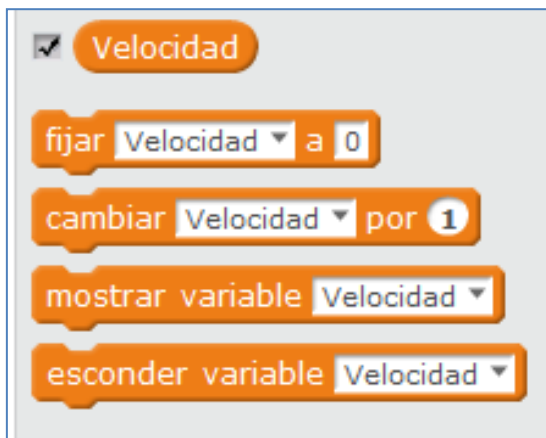 Velocidad
fijar Velocidad a 0
cambiar Velocidad por 1
mostrar variable Velocidad
esconder variable Velocidad